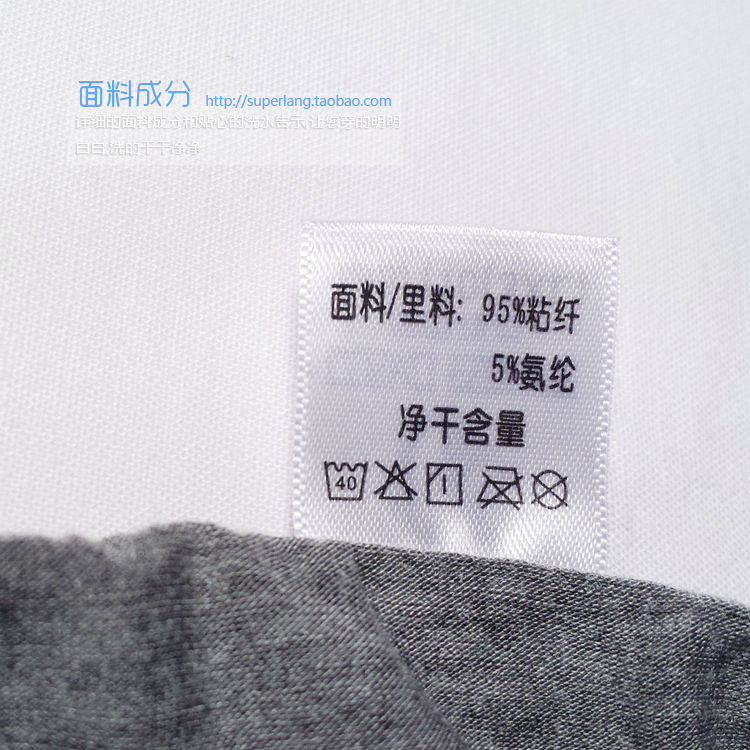 面料成分 http://superlang.taobao.com
详细的面料成分和贴心的洗水告示,让您穿的明明
白白,洗的干干净净
面料/里料: 95%粘纤
5%氨纶
净干含量
40